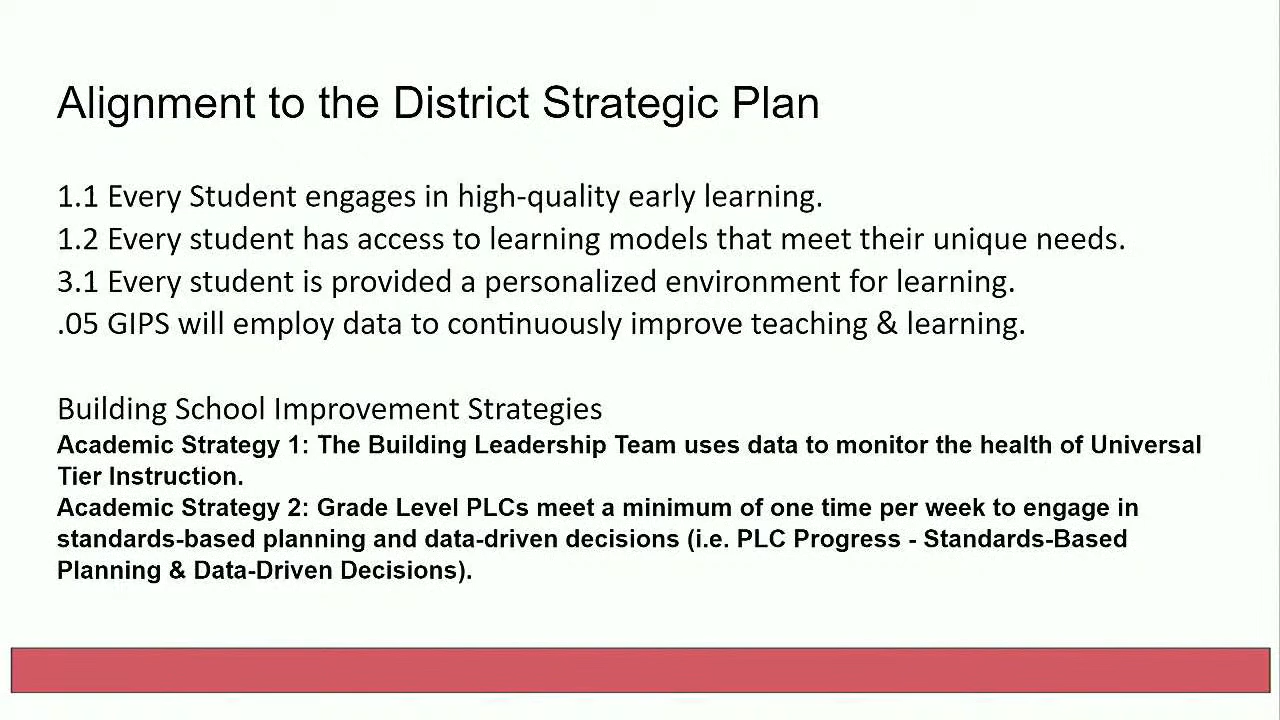 Alignment to the District Strategic Plan
1.1 Every Student engages in high-quality early learning.
1.2 Every student has access to learning models that meet their unique needs.
3.1 Every student is provided a personalized environment for learning.
.05 GIPS will employ data to continuously improve teaching & learning.
Building School Improvement Strategies
Academic Strategy 1: The Building Leadership Team uses data to monitor the health of Universal
Tier Instruction.
Academic Strategy 2: Grade Level PLCs meet a minimum of one time per week to engage in
standards-based planning and data-driven decisions (i.e. PLC Progress - Standards-Based
Planning & Data-Driven Decisions).